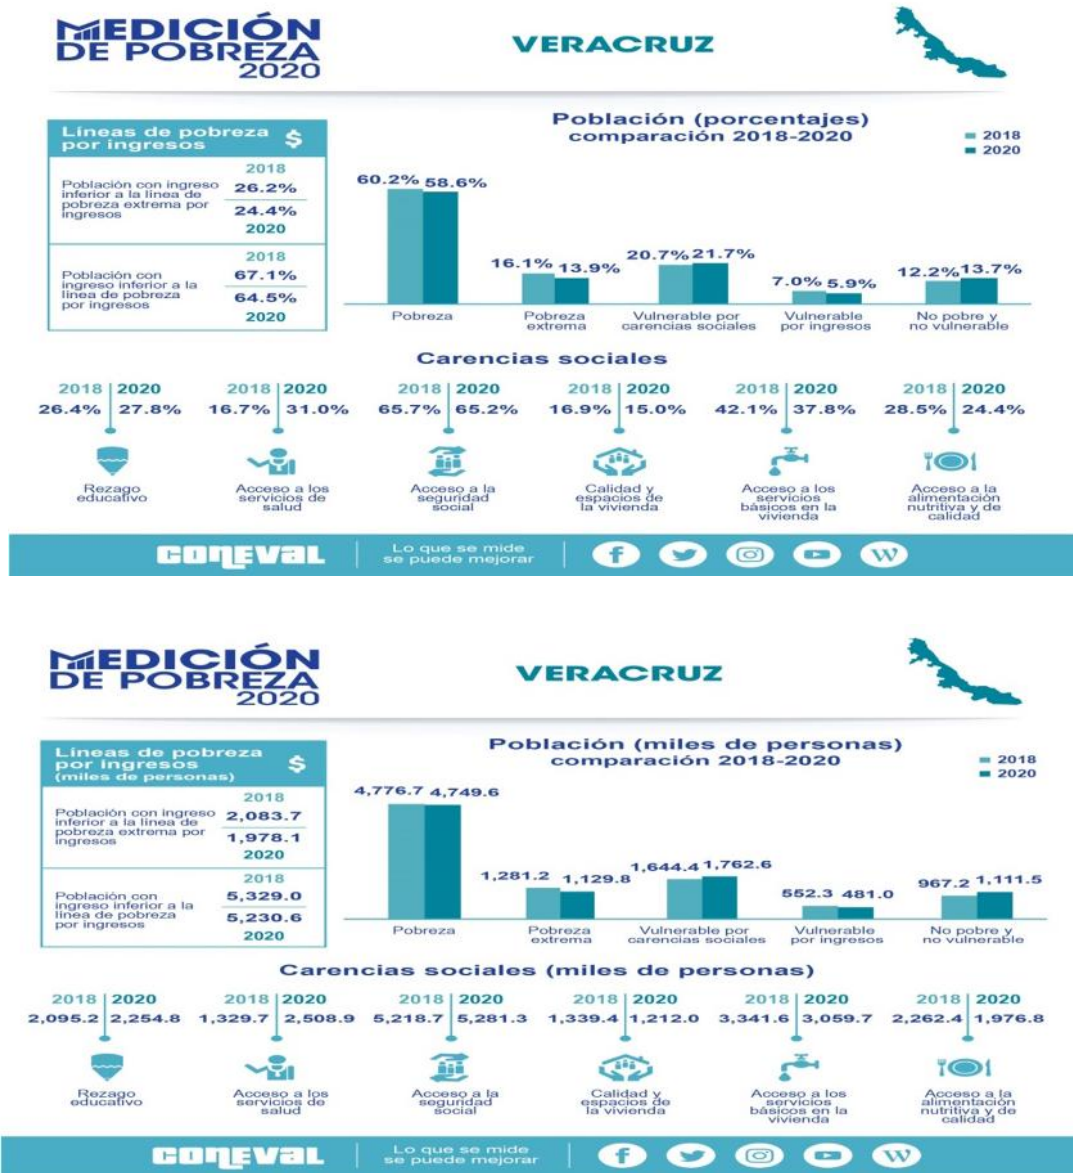 MEDICIÓN
DE POBREZA
2020
VERACRUZ
Líneas de pobreza
por ingresos
$
2018
Población con ingreso
inferior a la línea de
pobreza extrema por
ingresos
26.2%
24.4%
2020
2018
Población con
ingreso inferior a la
línea de pobreza
por ingresos
67.1%
64.5%
2020
Población (porcentajes)
comparación 2018-2020
2018
2020
60.2% 58.6%
16.1% 13.9%
20.7% 21.7%
7.0% 5.9%
12.2% 13.7%
Pobreza
Pobreza
extrema
Vulnerable por
carencias sociales
Vulnerable
por ingresos
No pobre y
no vulnerable
Carencias sociales
2018 2020
26.4% 27.8%
Rezago
educativo
2018 2020
16.7% 31.0%
Acceso a los
servicios de
salud
2018 2020
65.7% 65.2%
Acceso a la
seguridad
social
2018 2020
16.9% 15.0%
Calidad y
espacios de
la vivienda
2018 2020
42.1% 37.8%
Acceso a los
servicios
básicos en la
vivienda
2018 2020
28.5% 24.4%
Acceso a la
alimentación
nutritiva y de
calidad
CONEVAL
Lo que se mide
se puede mejorar
f
W
MEDICIÓN
DE POBREZA
2020
VERACRUZ
Líneas de pobreza
por ingresos
(miles de personas)
$
2018
Población con ingreso
inferior a la línea de
pobreza extrema por
ingresos
2,083.7
1,978.1
2020
2018
Población con
ingreso inferior a la
línea de pobreza
por ingresos
5,329.0
5,230.6
2020
Población (miles de personas)
comparación 2018-2020
2018
2020
4,776.7 4,749.6
1,281.2 1,129.8
1,644.4 1,762.6
552.3 481.0
967.2 1,111.5
Pobreza
Pobreza
extrema
Vulnerable por
carencias sociales
Vulnerable
por ingresos
No pobre y
no vulnerable
Carencias sociales (miles de personas)
2018 2020
2,095.2 2,254.8
Rezago
educativo
2018 2020
1,329.7 2,508.9
Acceso a los
servicios de
salud
2018 2020
5,218.7 5,281.3
Acceso a la
seguridad
social
2018 2020
1,339.4 1,212.0
Calidad y
espacios de
la vivienda
2018 2020
3,341.6 3,059.7
Acceso a los
servicios
básicos en la
vivienda
2018 2020
2,262.4 1,976.8
Acceso a la
alimentación
nutritiva y de
calidad
CONEVAL
Lo que se mide
se puede mejorar
f
W